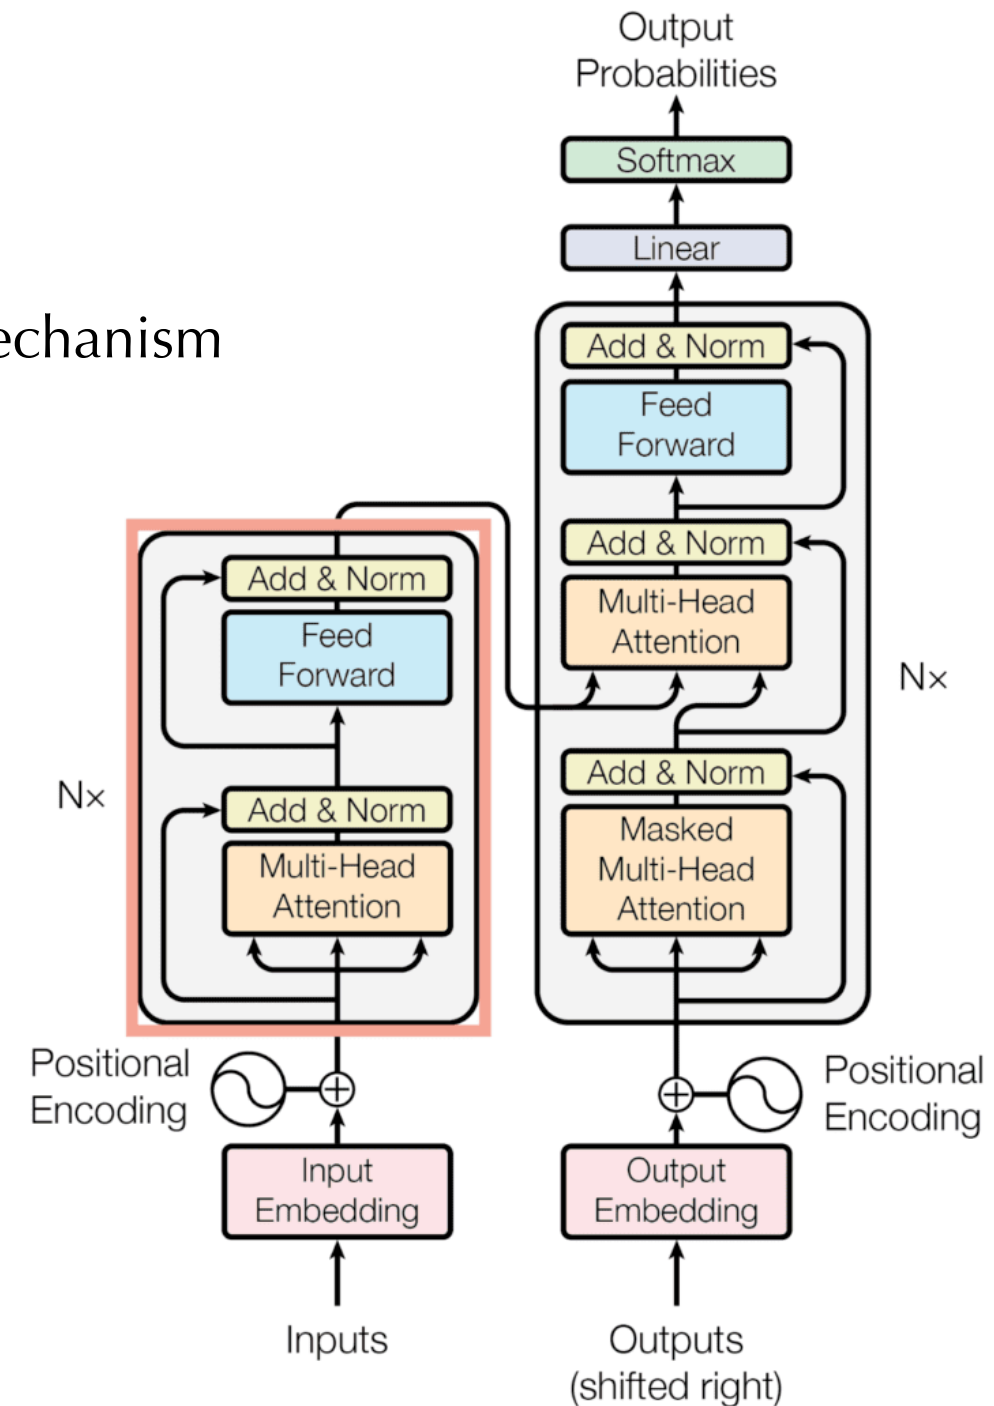 Output
Probabilities
Softmax
Linear
echanism
Add & Norm
Feed
Forward
Add & Norm
Multi-Head
Attention
N×
Add & Norm
Masked
Multi-Head
Attention
Add & Norm
Feed
Forward
N×
Add & Norm
Multi-Head
Attention
Positional
Encoding
Positional
Encoding
Input
Embedding
Output
Embedding
Inputs
Outputs
(shifted right)